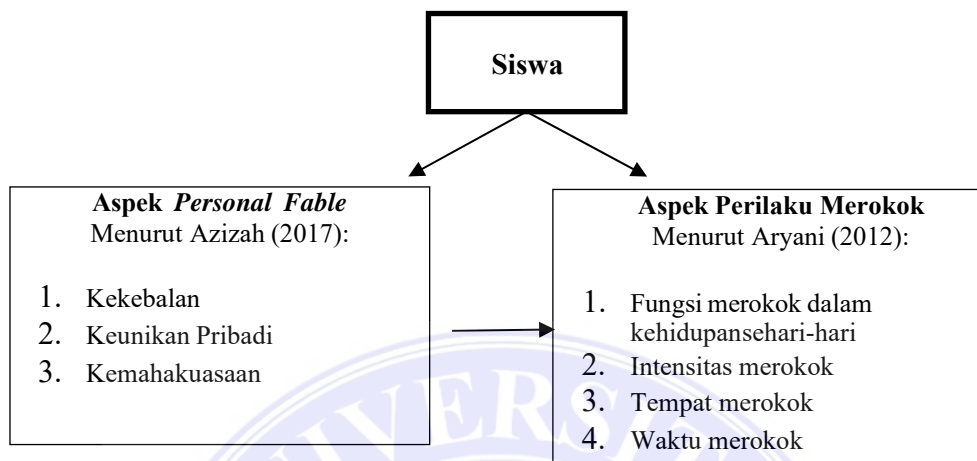 Siswa
Aspek Personal Fable
Menurut Azizah (2017):
1. Kekebalan
2. Keunikan Pribadi
3. Kemahakuasaan
Aspek Perilaku Merokok
Menurut Aryani (2012):
1. Fungsi merokok dalam
kehidupansehari-hari
2. Intensitas merokok
3. Tempat merokok
4. Waktu merokok